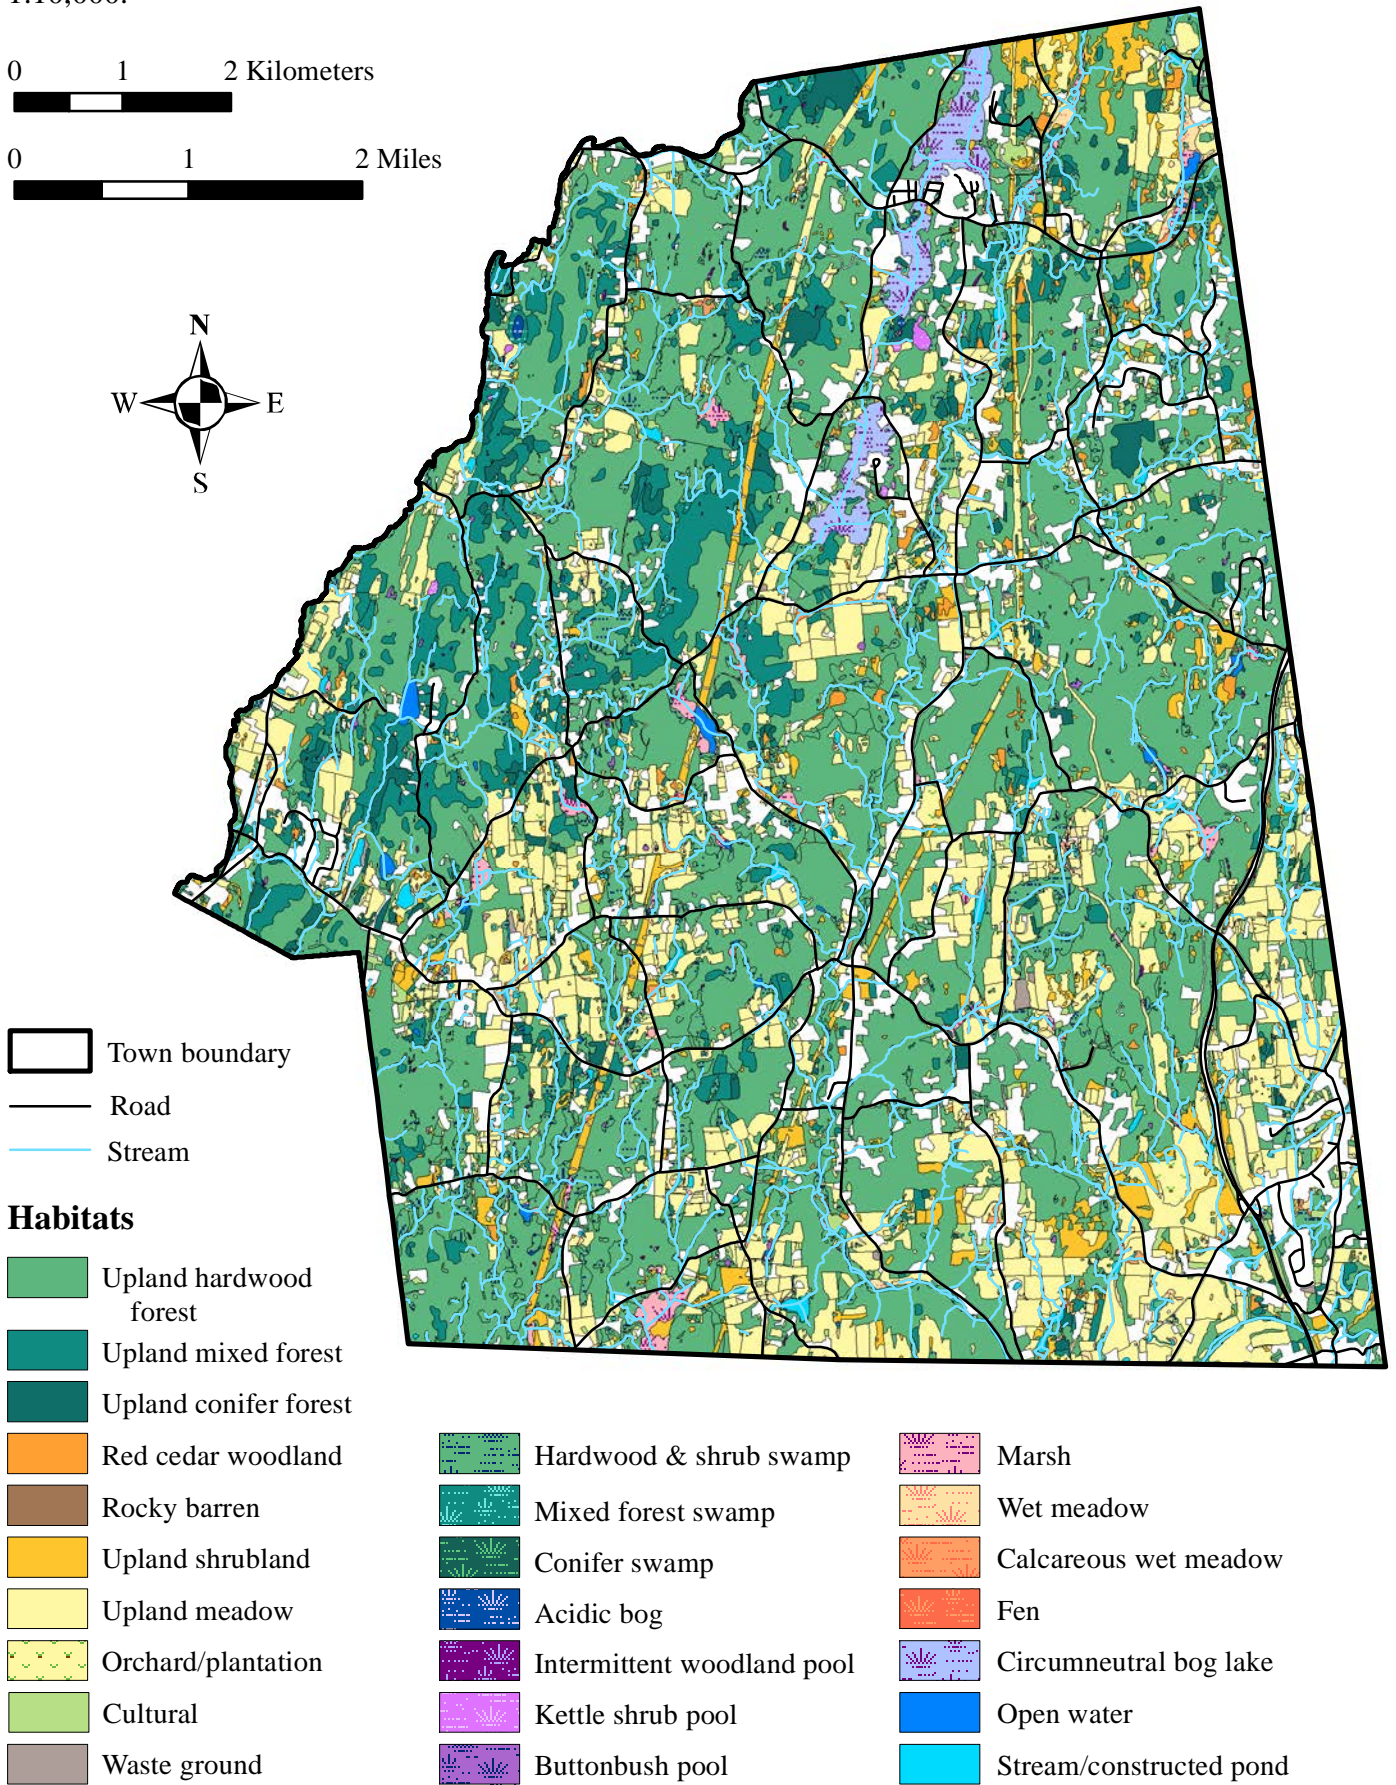 1:10,000.
0 1 2 Kilometers
0 1 2 Miles
N
W E
S
Town boundary
Road
Stream
Habitats
Upland hardwood
forest
Upland mixed forest
Upland conifer forest
Red cedar woodland
Rocky barren
Upland shrubland
Upland meadow
Orchard/plantation
Cultural
Waste ground
Hardwood & shrub swamp
Mixed forest swamp
Conifer swamp
Acidic bog
Intermittent woodland pool
Kettle shrub pool
Buttonbush pool
Marsh
Wet meadow
Calcareous wet meadow
Fen
Circumneutral bog lake
Open water
Stream/constructed pond